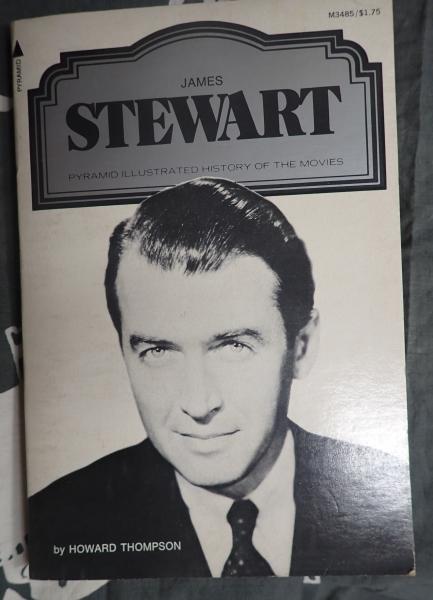 M3485/$1.75
PYRAMID
JAMES
STEWART
PYRAMID ILLUSTRATED HISTORY OF THE MOVIES
by HOWARD THOMPSON